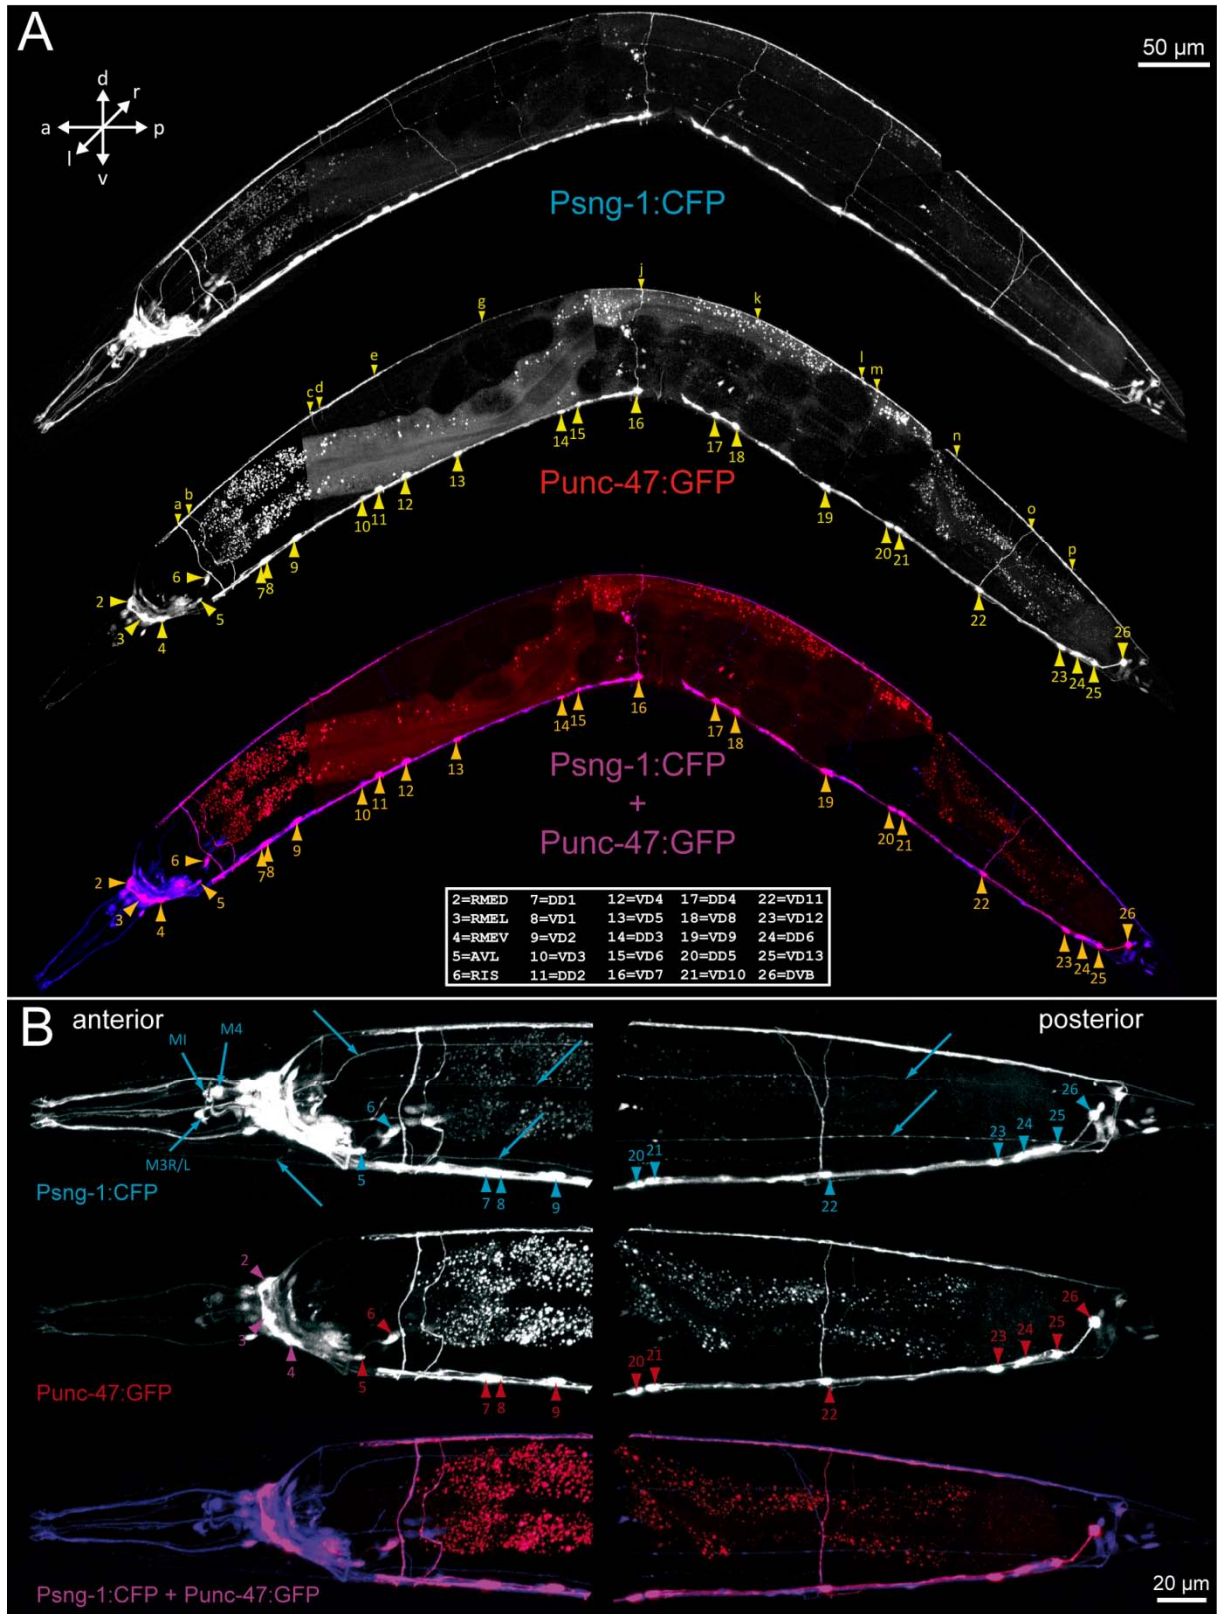 A
50 µm
d
r
a
p
l
v
Psng-1:CFP
j
g
k
e
l
c
d
m
n
a
b
o
p
16
14
15
17
18
13
12
11
10
19
20
21
9
8
7
6
5
4
3
2
22
23
24
25
26
Punc-47:GFP
16
14
15
17
18
13
12
11
10
19
20
21
9
8
7
6
5
4
3
2
22
23
24
25
26
Psng-1:CFP
+
Punc-47:GFP
2=RMED 7=DD1 12=VD4 17=DD4 22=VD11
3=RMEL 8=VD1 13=VD5 18=VD8 23=VD12
4=RMEV 9=VD2 14=DD3 19=VD9 24=DD6
5=AVL 10=VD3 15=VD6 20=DD5 25=VD13
6=RIS 11=DD2 16=VD7 21=VD10 26=DVB
B
anterior
posterior
MI
M4
M3R/L
6
5
7
8
9
20
21
22
23
24
25
26
Psng-1:CFP
2
3
4
6
5
7
8
9
20
21
22
23
24
25
26
Punc-47:GFP
Psng-1:CFP + Punc-47:GFP
20 µm